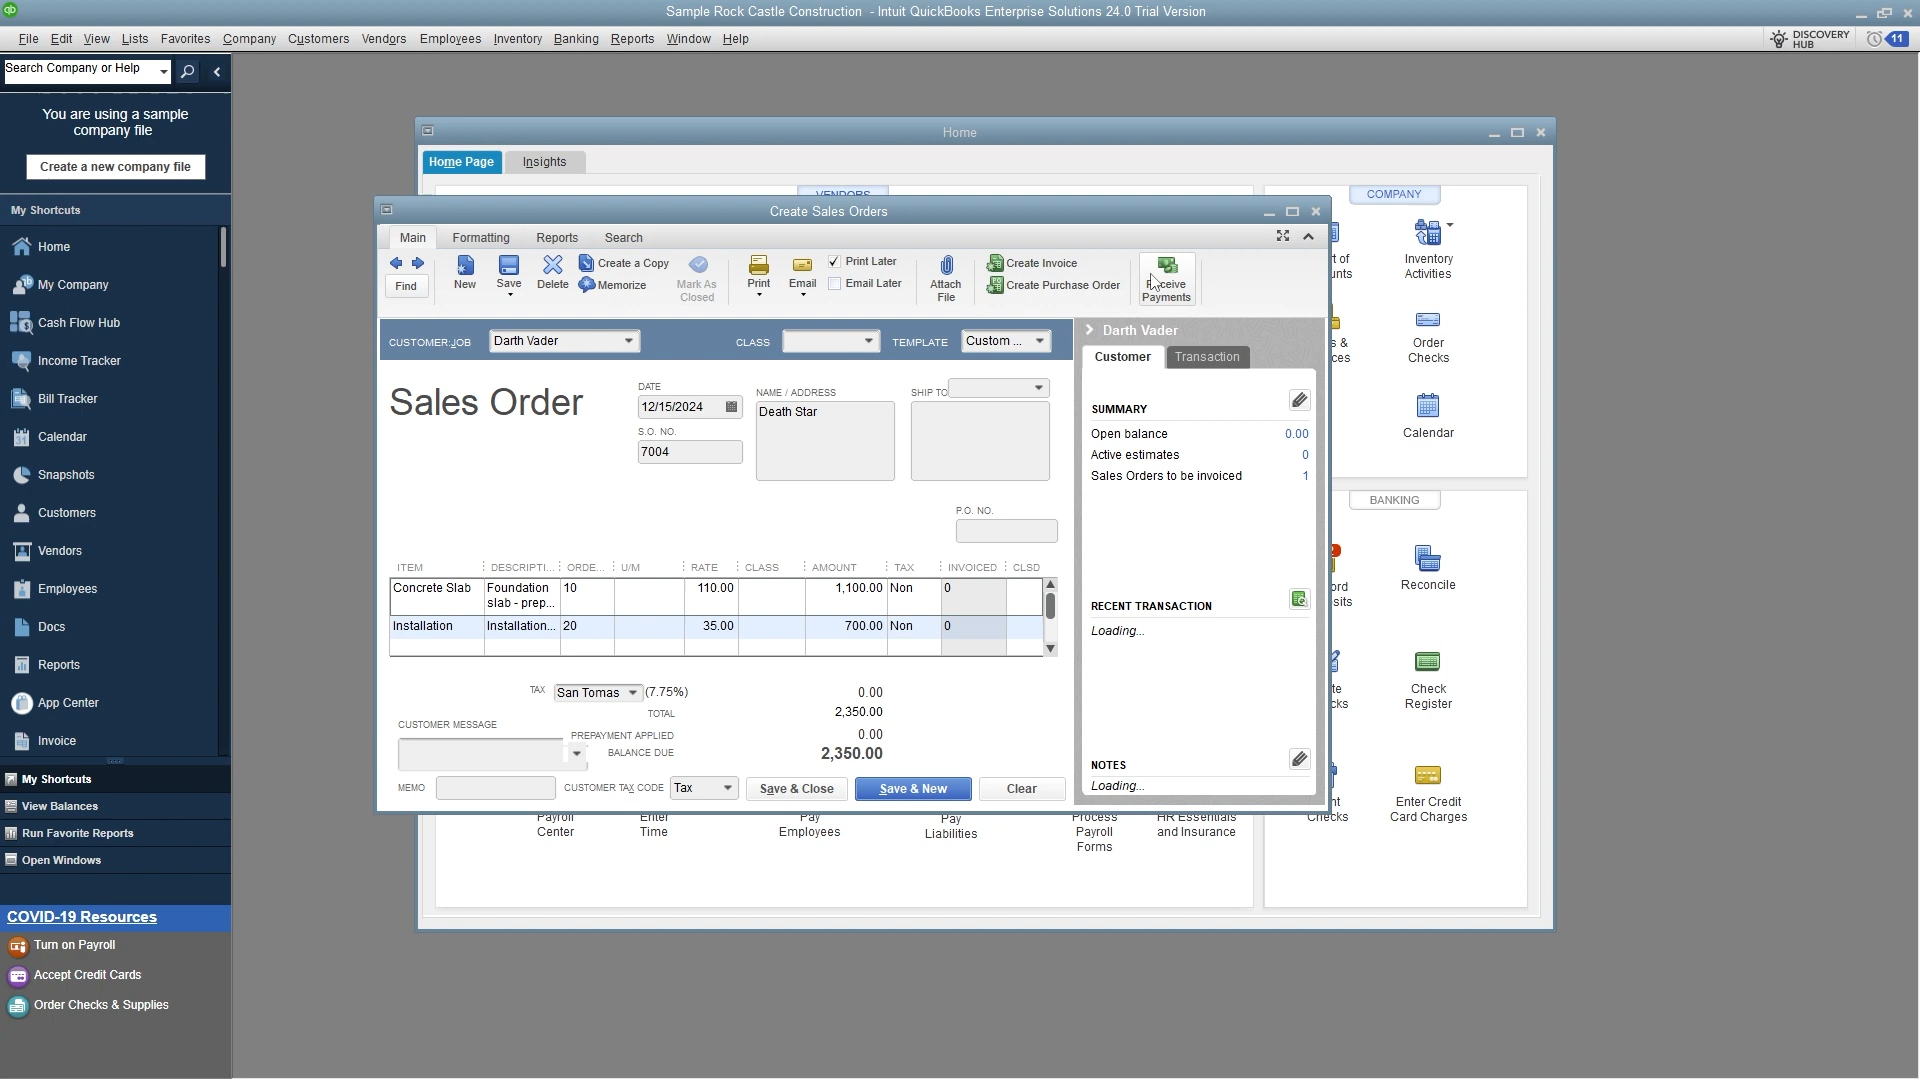 Sample Rock Castle Construction - Intuit QuickBooks Enterprise Solutions 24.0 Trial Version
File Edit View Lists Favorites Company Customers Vendors Employees Inventory Banking Reports Window Help
DISCOVERY HUB
11
Search Company or Help
You are using a sample
company file
Create a new company file
My Shortcuts
Home
My Company
Cash Flow Hub
Income Tracker
Bill Tracker
Calendar
Snapshots
Customers
Vendors
Employees
Docs
Reports
App Center
Invoice
My Shortcuts
View Balances
Run Favorite Reports
Open Windows
COVID-19 Resources
Turn on Payroll
Accept Credit Cards
Order Checks & Supplies
Home
Home Page
Insights
VENDORS
COMPANY
Inventory
Activities
Order
Checks
Calendar
BANKING
Reconcile
Check
Register
Enter Credit
Card Charges
Checks
Create Sales Orders
Main Formatting Reports Search
Find
New
Save
Delete
Create a Copy
Memorize
Mark As
Closed
Print
Email
Print Later
Email Later
Attach
File
Create Invoice
Create Purchase Order
Receive
Payments
CUSTOMER:JOB Darth Vader
CLASS
TEMPLATE Custom ...
Sales Order
DATE
12/15/2024
S.O. NO.
7004
NAME / ADDRESS
Death Star
SHIP TO
P.O. NO.
ITEM DESCRIPTI... ORDE... U/M RATE CLASS AMOUNT TAX INVOICED CLSD
Concrete Slab Foundation slab - prep... 10 110.00 1,100.00 Non 0
Installation Installation... 20 35.00 700.00 Non 0
TAX San Tomas (7.75%) 0.00
TOTAL 2,350.00
CUSTOMER MESSAGE
PREPAYMENT APPLIED 0.00
BALANCE DUE 2,350.00
MEMO
CUSTOMER TAX CODE Tax
Save & Close
Save & New
Clear
Darth Vader
Customer Transaction
SUMMARY
Open balance 0.00
Active estimates 0
Sales Orders to be invoiced 1
RECENT TRANSACTION
Loading...
NOTES
Loading...
Payroll
Center
Enter
Time
Pay
Employees
Pay
Liabilities
Process
Payroll
Forms
HR Essentials
and Insurance